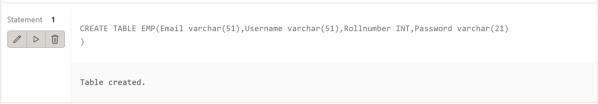 Statement 1
CREATE TABLE EMP(Email varchar(51),Username varchar(51),Rollnumber INT,Password varchar(21)
)
Table created.